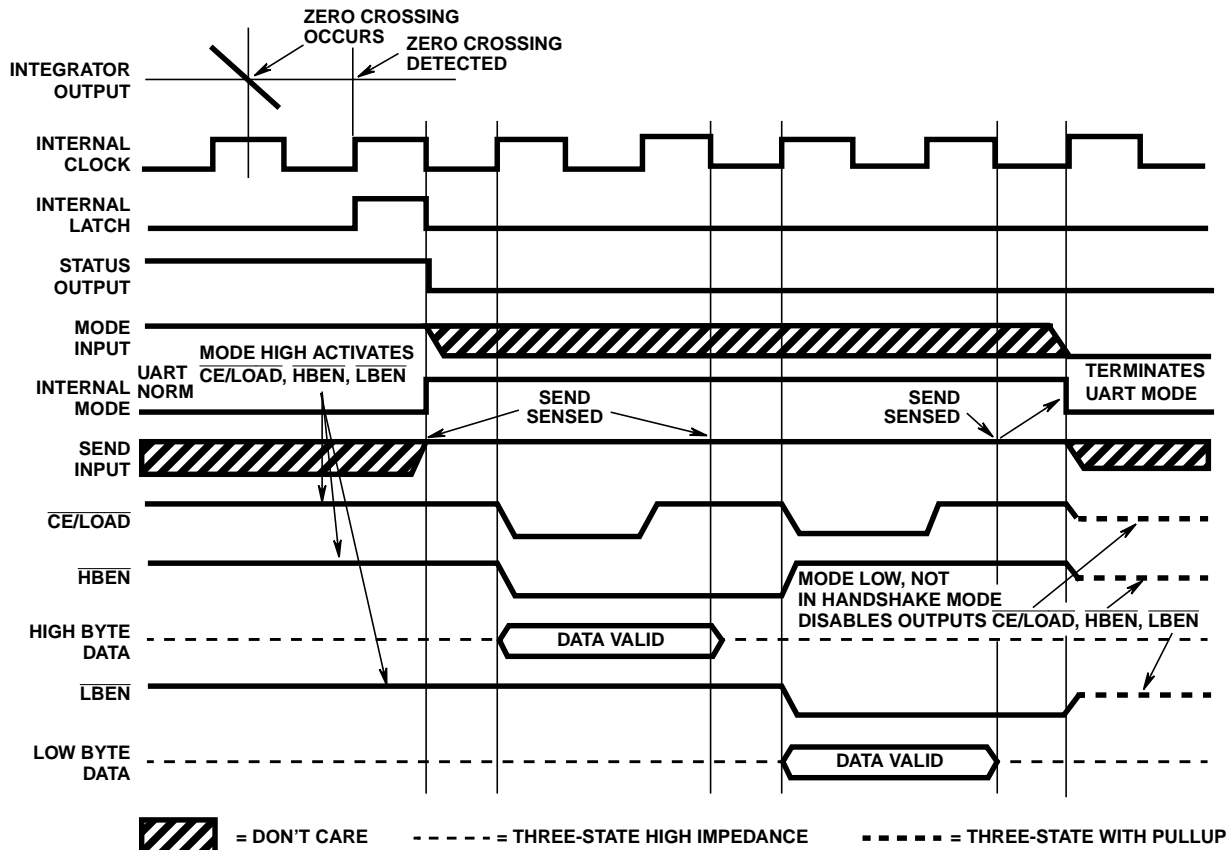 ZERO CROSSING
OCCURS
ZERO CROSSING
DETECTED
INTEGRATOR
OUTPUT
INTERNAL
CLOCK
INTERNAL
LATCH
STATUS
OUTPUT
MODE
INPUT
MODE HIGH ACTIVATES
CE/LOAD, HBEN, LBEN
UART
NORM
INTERNAL
MODE
SEND
SENSED
SEND
SENSED
TERMINATES
UART MODE
SEND
INPUT
CE/LOAD
HBEN
MODE LOW, NOT
IN HANDSHAKE MODE
DISABLES OUTPUTS CE/LOAD, HBEN, LBEN
HIGH BYTE
DATA
DATA VALID
LBEN
LOW BYTE
DATA
DATA VALID
= DON'T CARE
= THREE-STATE HIGH IMPEDANCE
= THREE-STATE WITH PULLUP